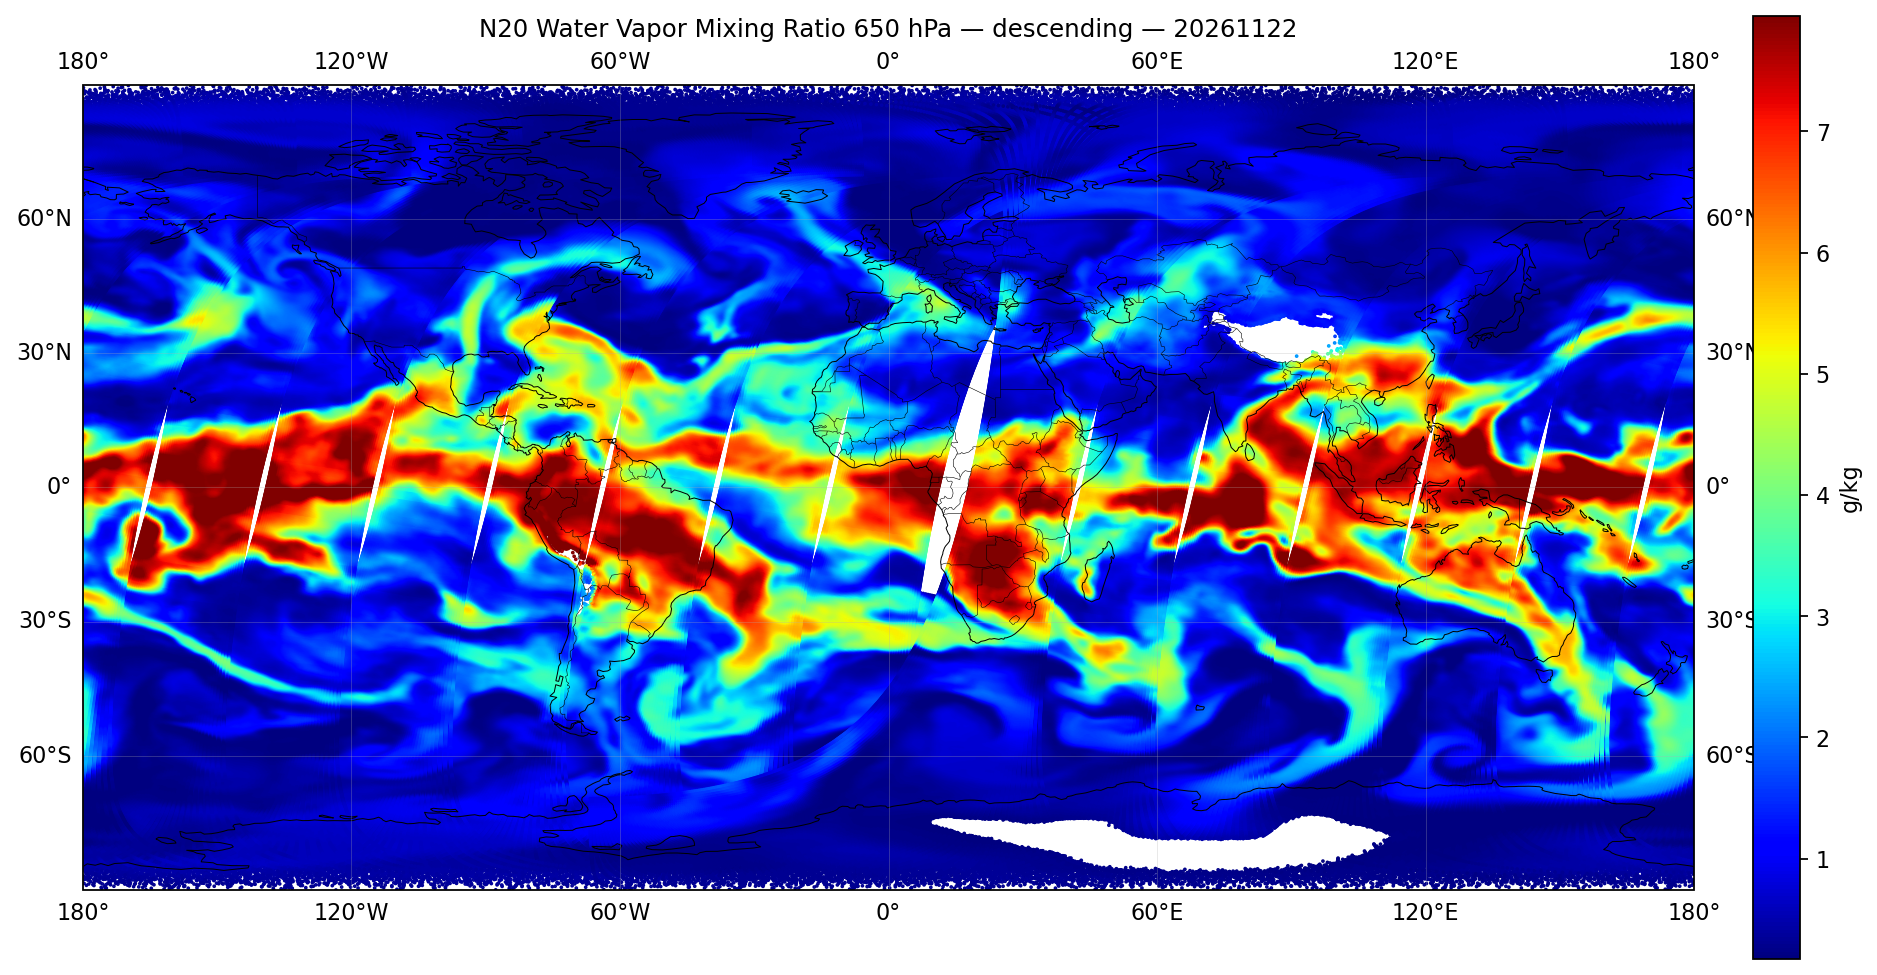 N20 Water Vapor Mixing Ratio 650 hPa — descending — 20261122
180° 120°W 60°W 0° 60°E 120°E 180°
7
60°N 60°N
6
5
30°N 30°N
4
0° 0°
g/kg
3
30°S 30°S
2
60°S 60°S
1
180° 120°W 60°W 0° 60°E 120°E 180°